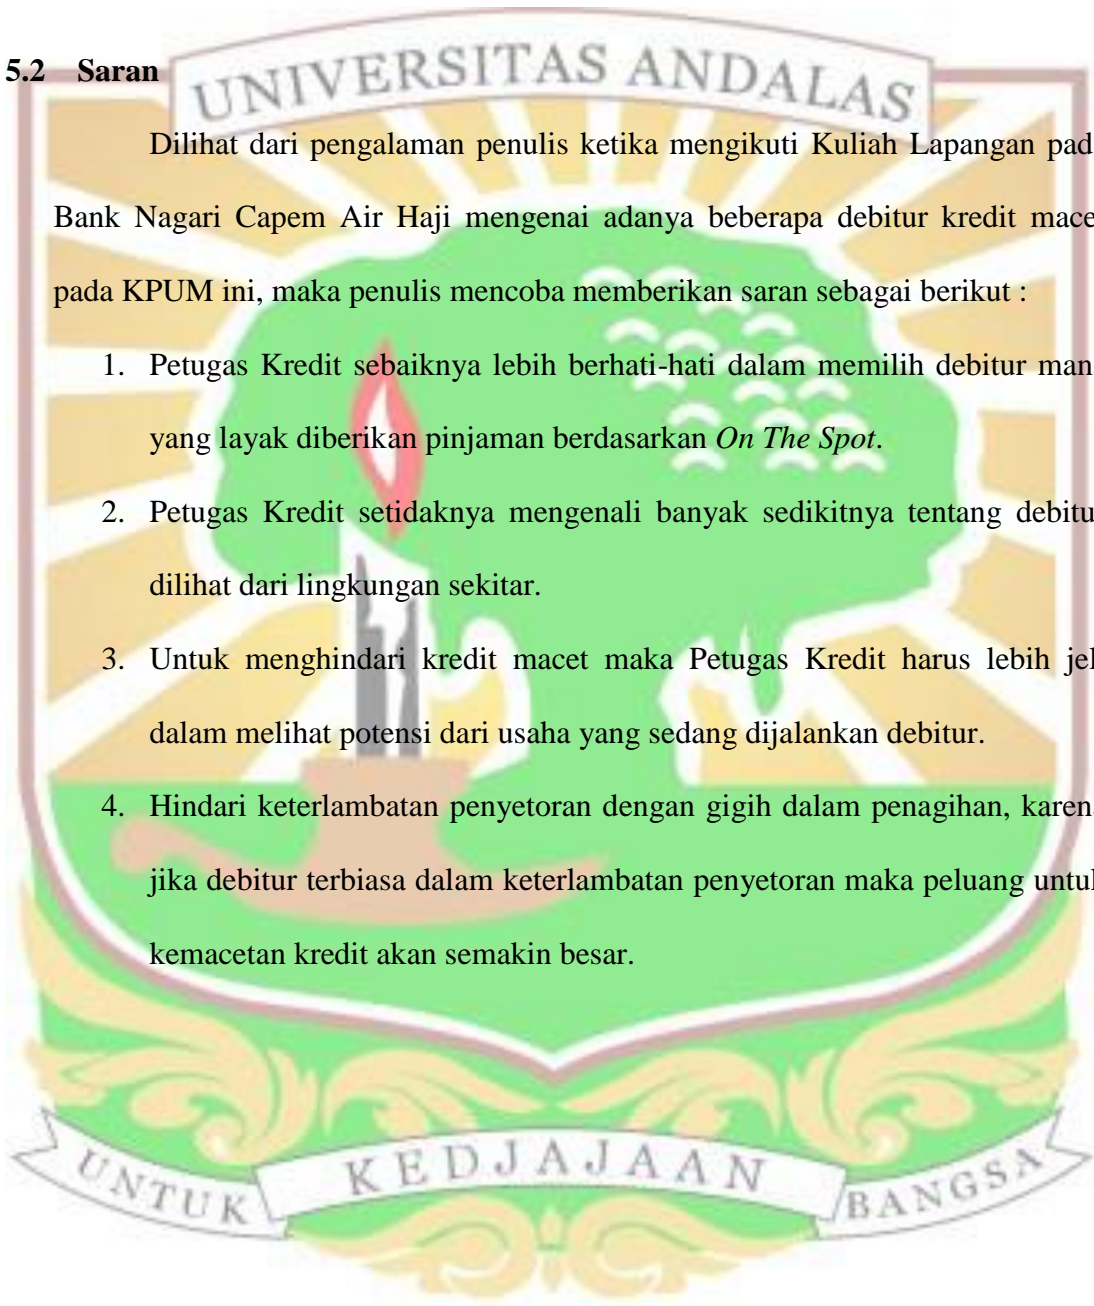 UNIVERSITAS ANDALAS
5.2 Saran
Dilihat dari pengalaman penulis ketika mengikuti Kuliah Lapangan pad
Bank Nagari Capem Air Haji mengenai adanya beberapa debitur kredit mace
pada KPUM ini, maka penulis mencoba memberikan saran sebagai berikut :
1. Petugas Kredit sebaiknya lebih berhati-hati dalam memilih debitur man
yang layak diberikan pinjaman berdasarkan On The Spot.
2. Petugas Kredit setidaknya mengenali banyak sedikitnya tentang debitu
dilihat dari lingkungan sekitar.
3. Untuk menghindari kredit macet maka Petugas Kredit harus lebih jel
dalam melihat potensi dari usaha yang sedang dijalankan debitur.
4. Hindari keterlambatan penyetoran dengan gigih dalam penagihan, karen
jika debitur terbiasa dalam keterlambatan penyetoran maka peluang untu
kemacetan kredit akan semakin besar.
UNTUK KEDJAJAAN BANGSA